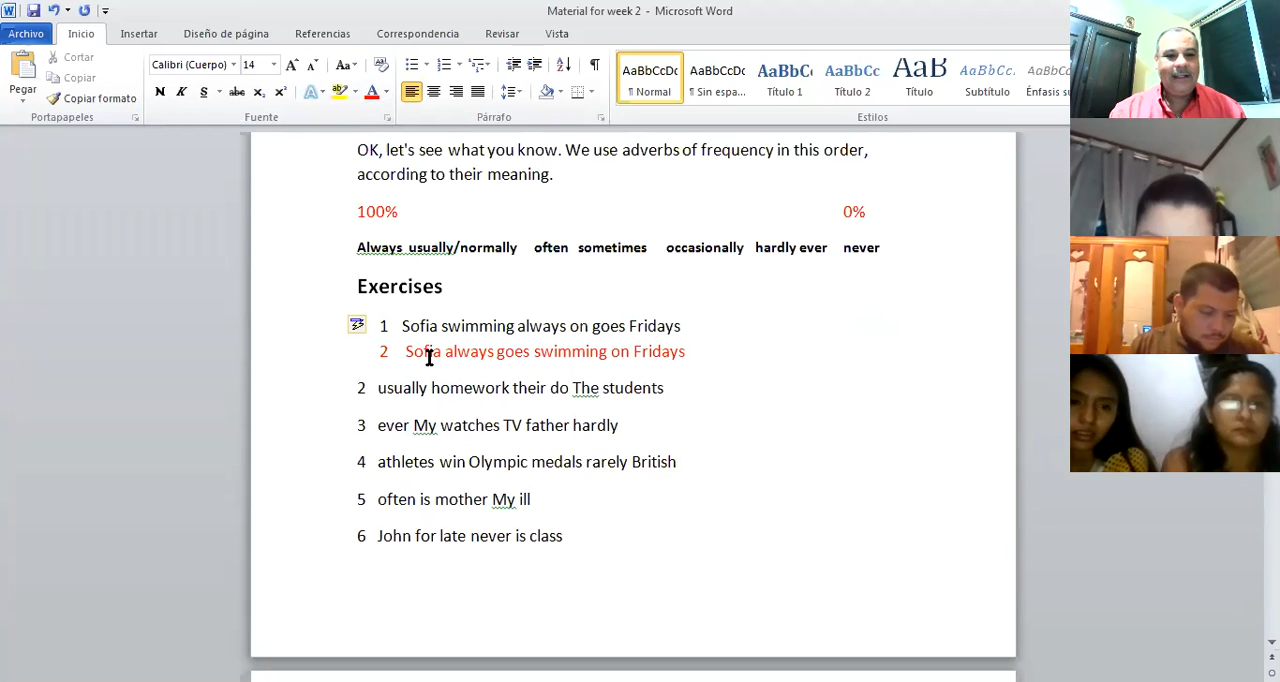 Material for week 2 - Microsoft Word
Archivo Inicio Insertar Diseño de página Referencias Correspondencia Revisar Vista
Pegar
Cortar
Copiar
Copiar formato
Portapapeles
Calibri (Cuerpo) 14
N K S abc x₂ x²
Fuente
Párrafo
AaBbCcDc AaBbCcDc AaBbC AaBbCc AaB AaBbCc. AaBbCc
¶ Normal ¶ Sin espa... Título 1 Título 2 Título Subtítulo Énfasis
Estilos
OK, let's see what you know. We use adverbs of frequency in this order,
according to their meaning.
100% 0%
Always usually/normally often sometimes occasionally hardly ever never
Exercises
1 Sofia swimming always on goes Fridays
2 Sofia always goes swimming on Fridays
2 usually homework their do The students
3 ever My watches TV father hardly
4 athletes win Olympic medals rarely British
5 often is mother My ill
6 John for late never is class